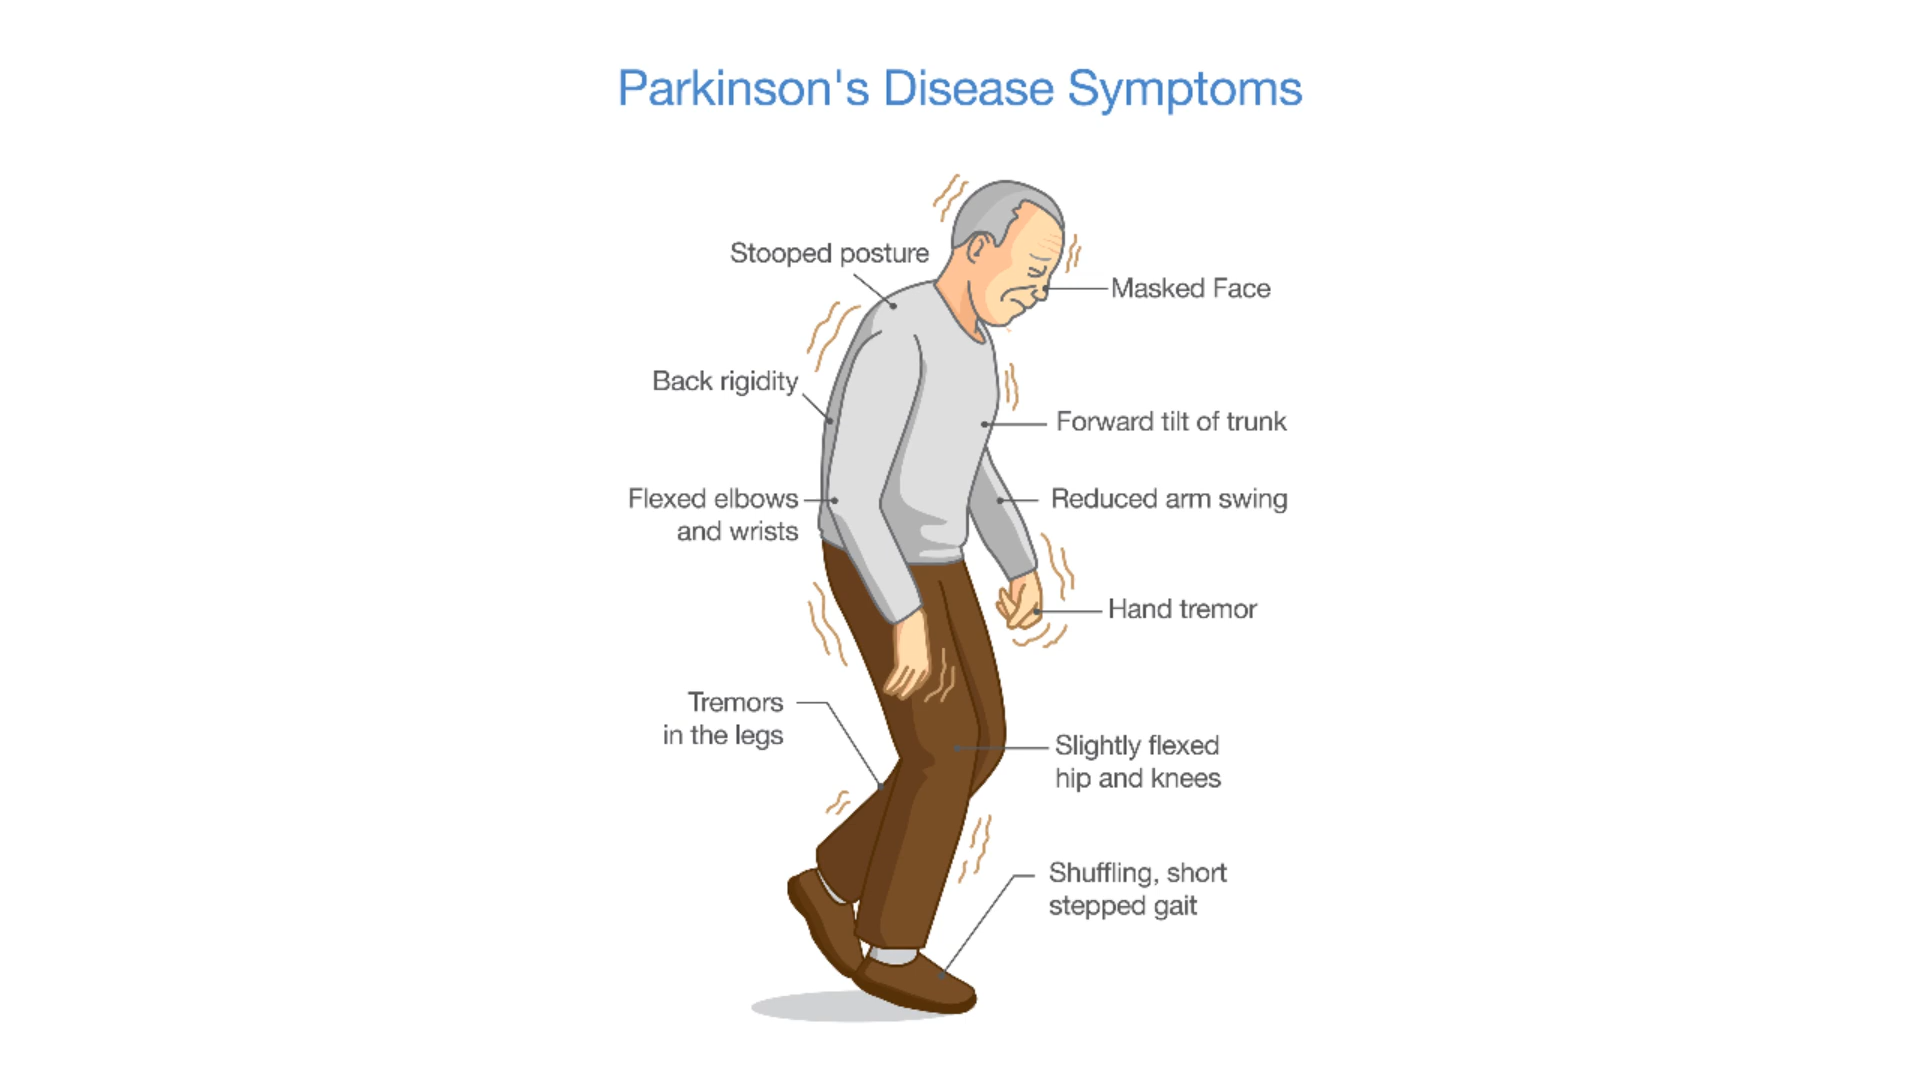 Parkinson's Disease Symptoms
Stooped posture
Masked Face
Back rigidity
Forward tilt of trunk
Flexed elbows
and wrists
Reduced arm swing
Hand tremor
Tremors
in the legs
Slightly flexed
hip and knees
Shuffling, short
stepped gait